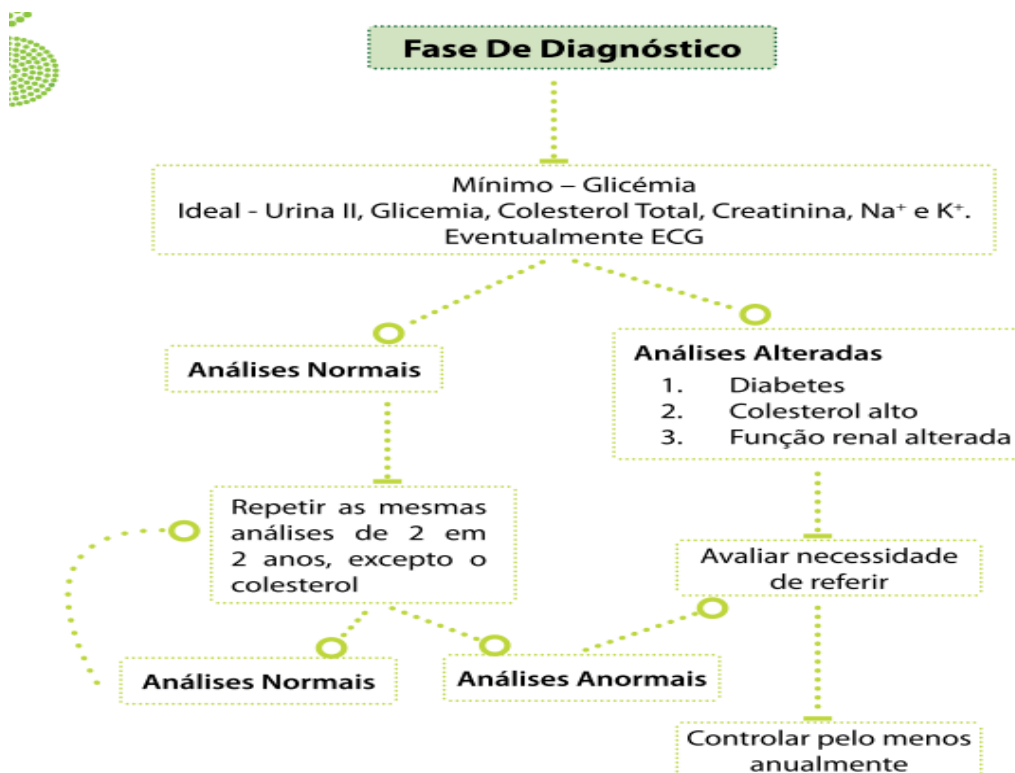 Fase De Diagnóstico
Mínimo – Glicémia
Ideal - Urina II, Glicemia, Colesterol Total, Creatinina, Na⁺ e K⁺.
Eventualmente ECG
Análises Normais
Análises Alteradas
1. Diabetes
2. Colesterol alto
3. Função renal alterada
Repetir as mesmas
análises de 2 em
2 anos, excepto o
colesterol
Avaliar necessidade
de referir
Análises Normais
Análises Anormais
Controlar pelo menos
anualmente